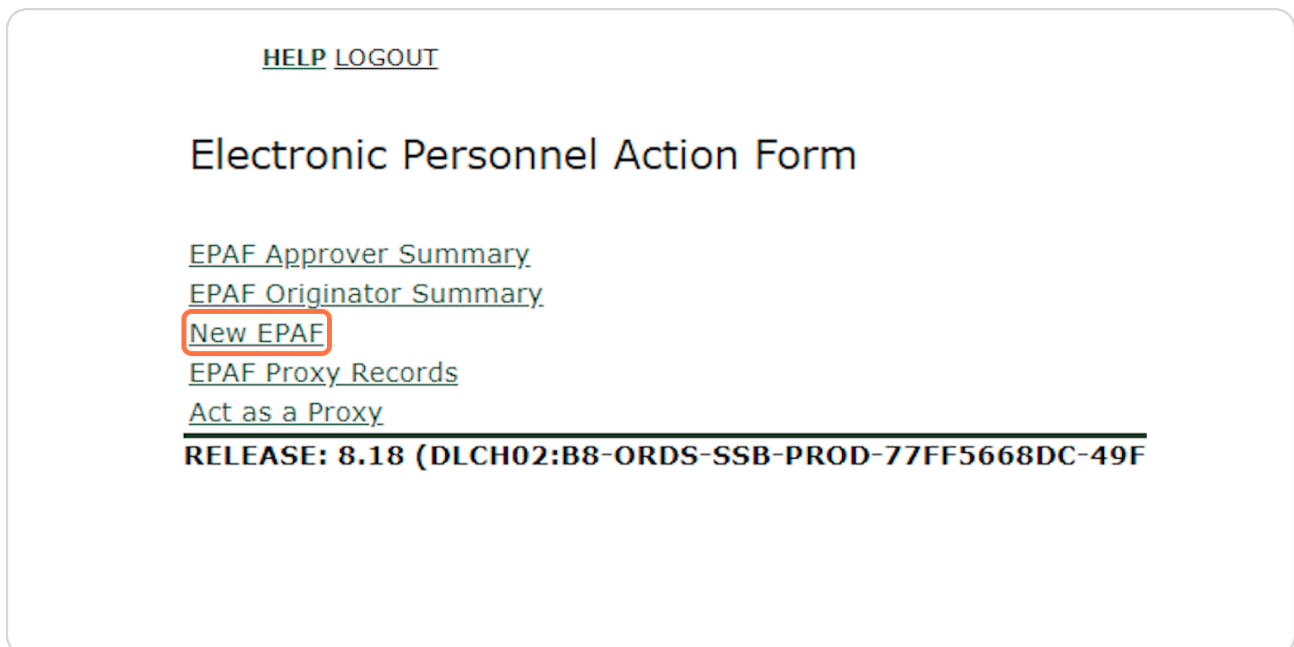 HELP LOGOUT
Electronic Personnel Action Form
EPAF Approver Summary
EPAF Originator Summary
New EPAF
EPAF Proxy Records
Act as a Proxy
RELEASE: 8.18 (DLCH02:B8-ORDS-SSB-PROD-77FF5668DC-49F